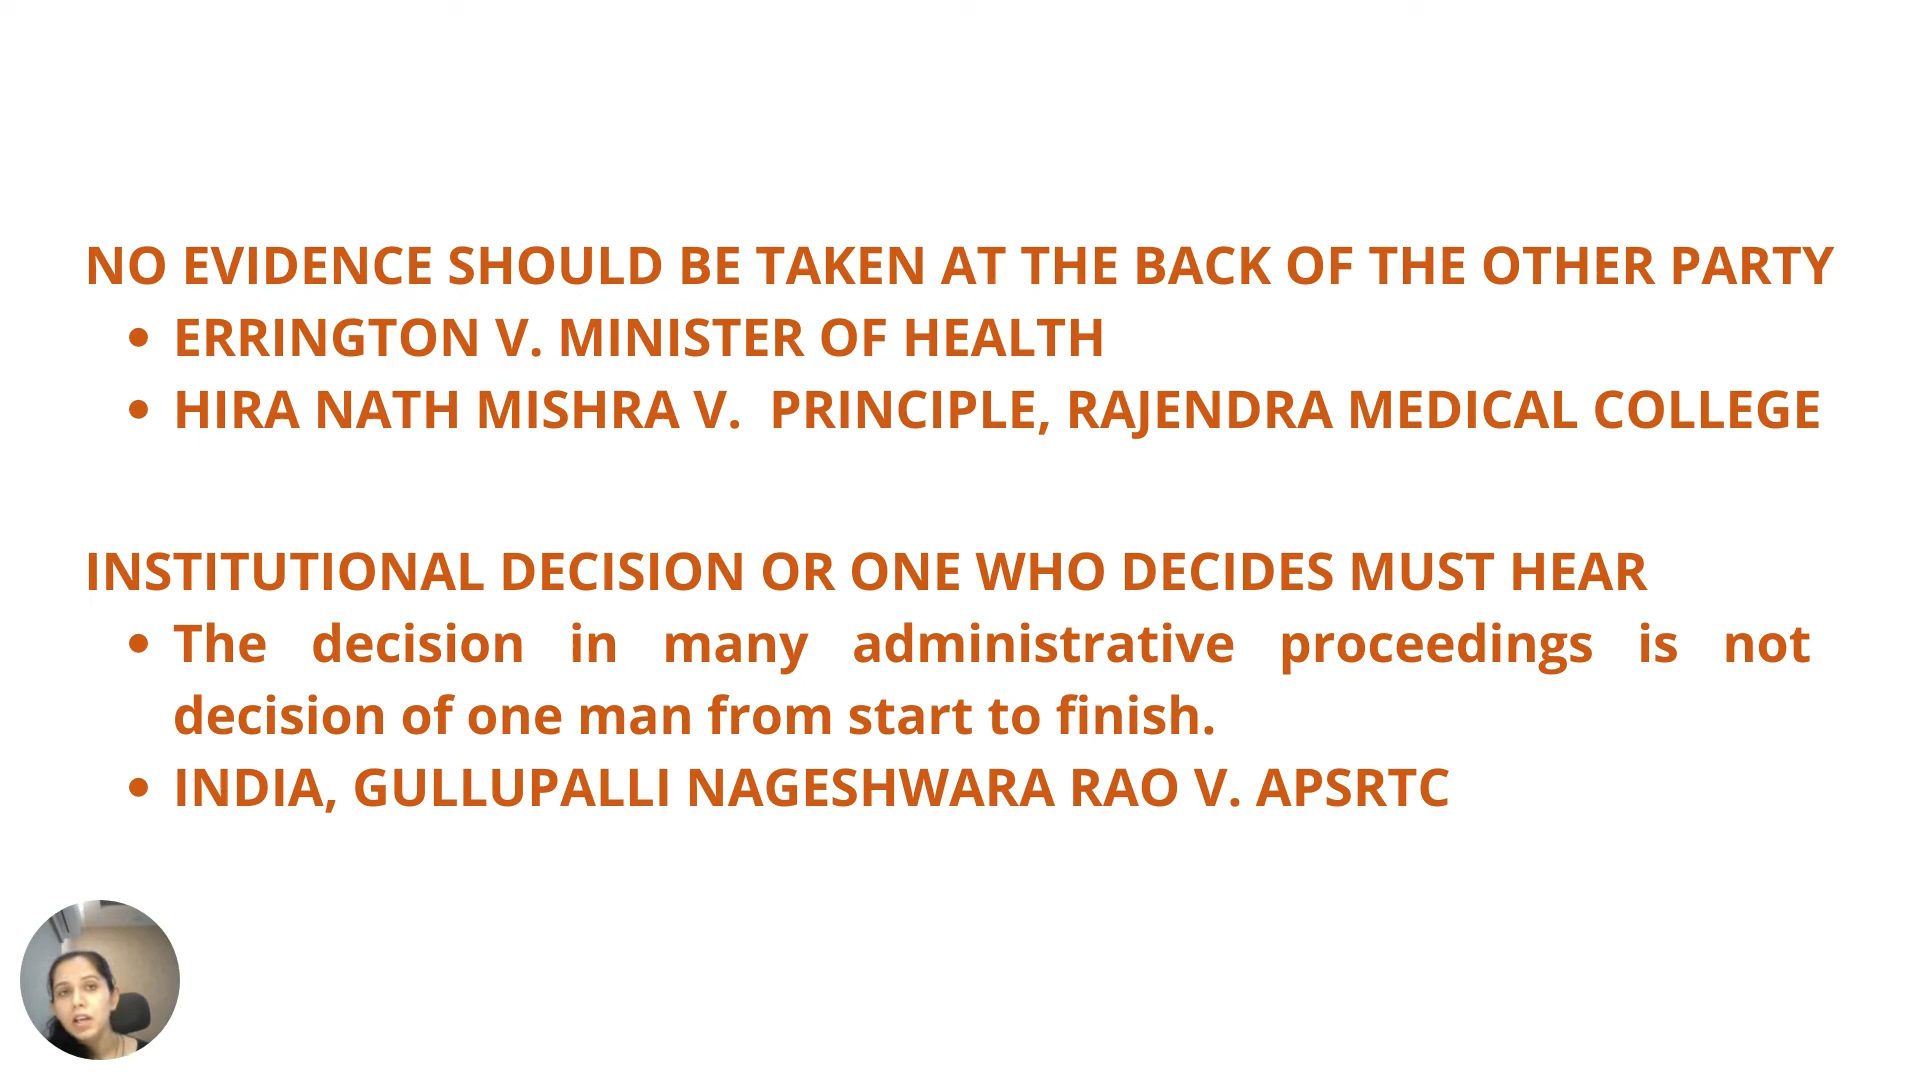 NO EVIDENCE SHOULD BE TAKEN AT THE BACK OF THE OTHER PARTY
• ERRINGTON V. MINISTER OF HEALTH
• HIRA NATH MISHRA V. PRINCIPLE, RAJENDRA MEDICAL COLLEGE
INSTITUTIONAL DECISION OR ONE WHO DECIDES MUST HEAR
• The decision in many administrative proceedings is not
decision of one man from start to finish.
• INDIA, GULLUPALLI NAGESHWARA RAO V. APSRTC